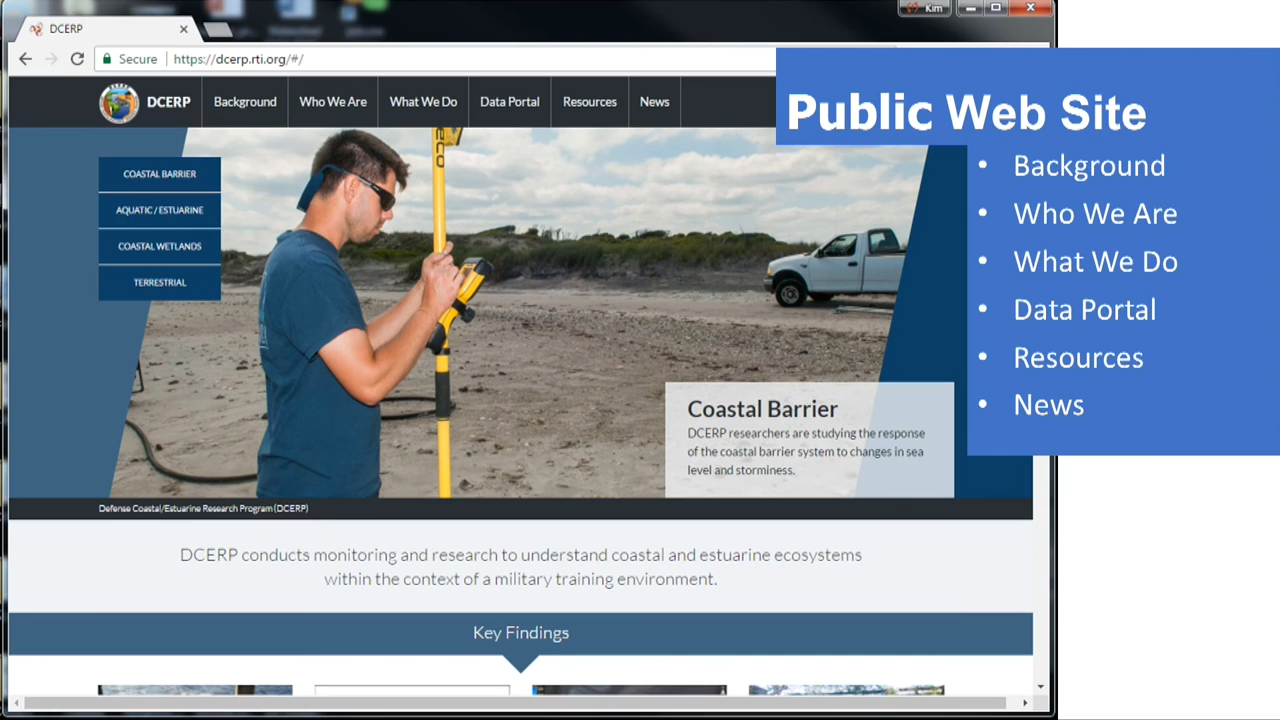 Kim
DCERP
Secure
https://dcerp.rti.org/#/
DCERP
Background
Who We Are
What We Do
Data Portal
Resources
News
Public Web Site
• Background
• Who We Are
• What We Do
• Data Portal
• Resources
• News
COASTAL BARRIER
AQUATIC / ESTUARINE
COASTAL WETLANDS
TERRESTRIAL
Coastal Barrier
DCERP researchers are studying the response
of the coastal barrier system to changes in sea
level and storminess.
Defense Coastal/Estuarine Research Program (DCERP)
DCERP conducts monitoring and research to understand coastal and estuarine ecosystems
within the context of a military training environment.
Key Findings